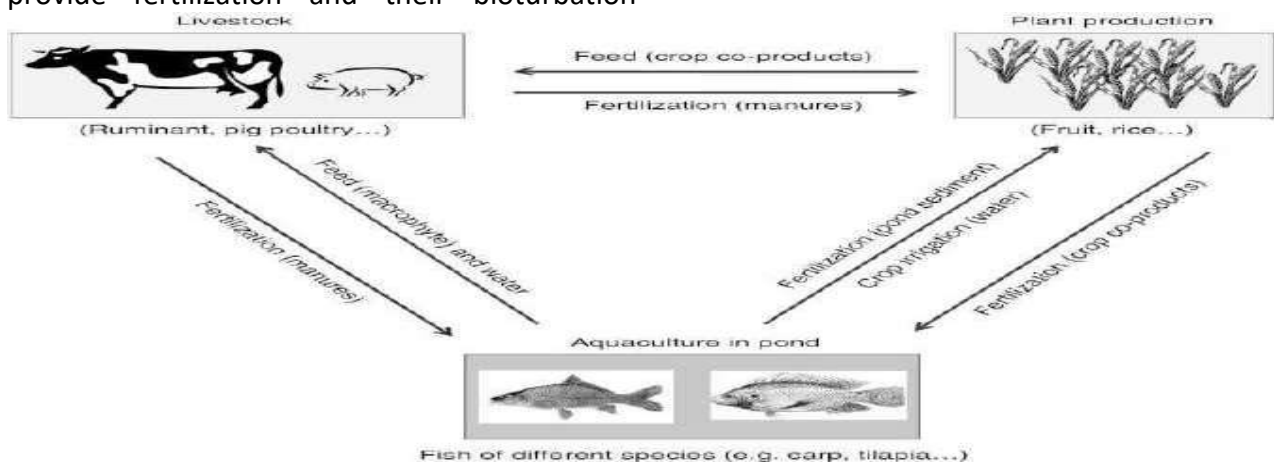 provide fertilization and their bioturbation
Livestock
Plant production
Feed (crop co-products)
Fertilization (manures)
(Ruminant, pig poultry...)
(Fruit, rice...)
Fertilization (manures)
Feed (macrophyte) and water
Fertilization (pond sediment)
Crop irrigation (water)
Fertilization (crop co-products)
Aquaculture in pond
Fish of different species (e.g. carp, tilapia...)